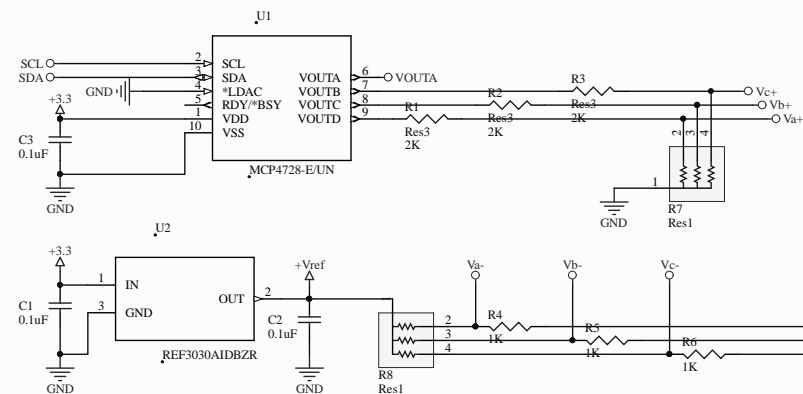 U1
SCL
2
SCL
SDA
3
SDA
VOUTA
6
VOUTA
GND
4
*LDAC
VOUTB
7
R3
Vc+
5
RDY/*BSY
VOUTC
8
R2
Res3
Vb+
+3.3
1
VDD
VOUTD
9
R1
Res3
2K
Va+
10
VSS
Res3
2K
2K
C3
0.1uF
2
3
4
MCP4728-E/UN
1
GND
GND
R7
Res1
U2
+3.3
+Vref
Va-
Vb-
Vc-
1
IN
OUT
2
C1
0.1uF
3
GND
C2
0.1uF
2
R4
3
1K
R5
4
1K
R6
1K
REF3030AIDBZR
GND
GND
R8
Res1